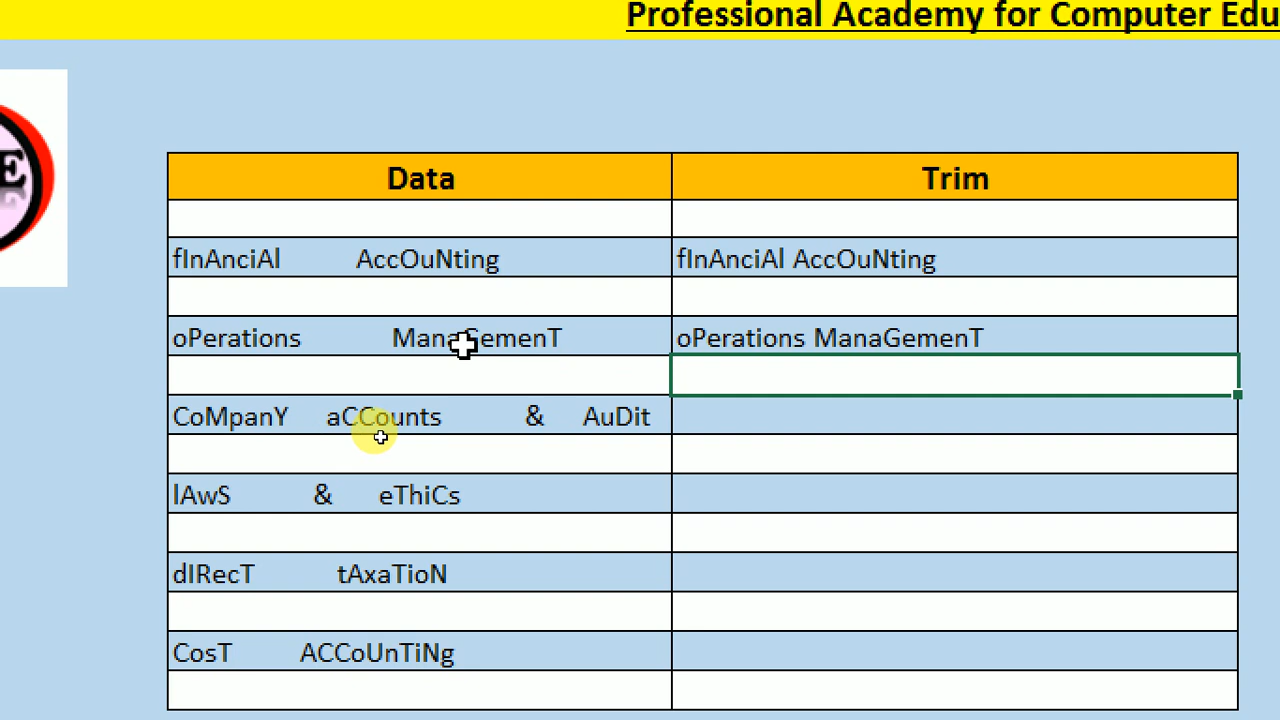 Professional Academy for Computer Edu
E
Data Trim
fInAnciAl AccOuNting fInAnciAl AccOuNting
oPerations ManaGemenT oPerations ManaGemenT
CoMpanY aCCounts & AuDit
lAwS & eThiCs
dIRecT tAxaTioN
CosT ACCoUnTiNg